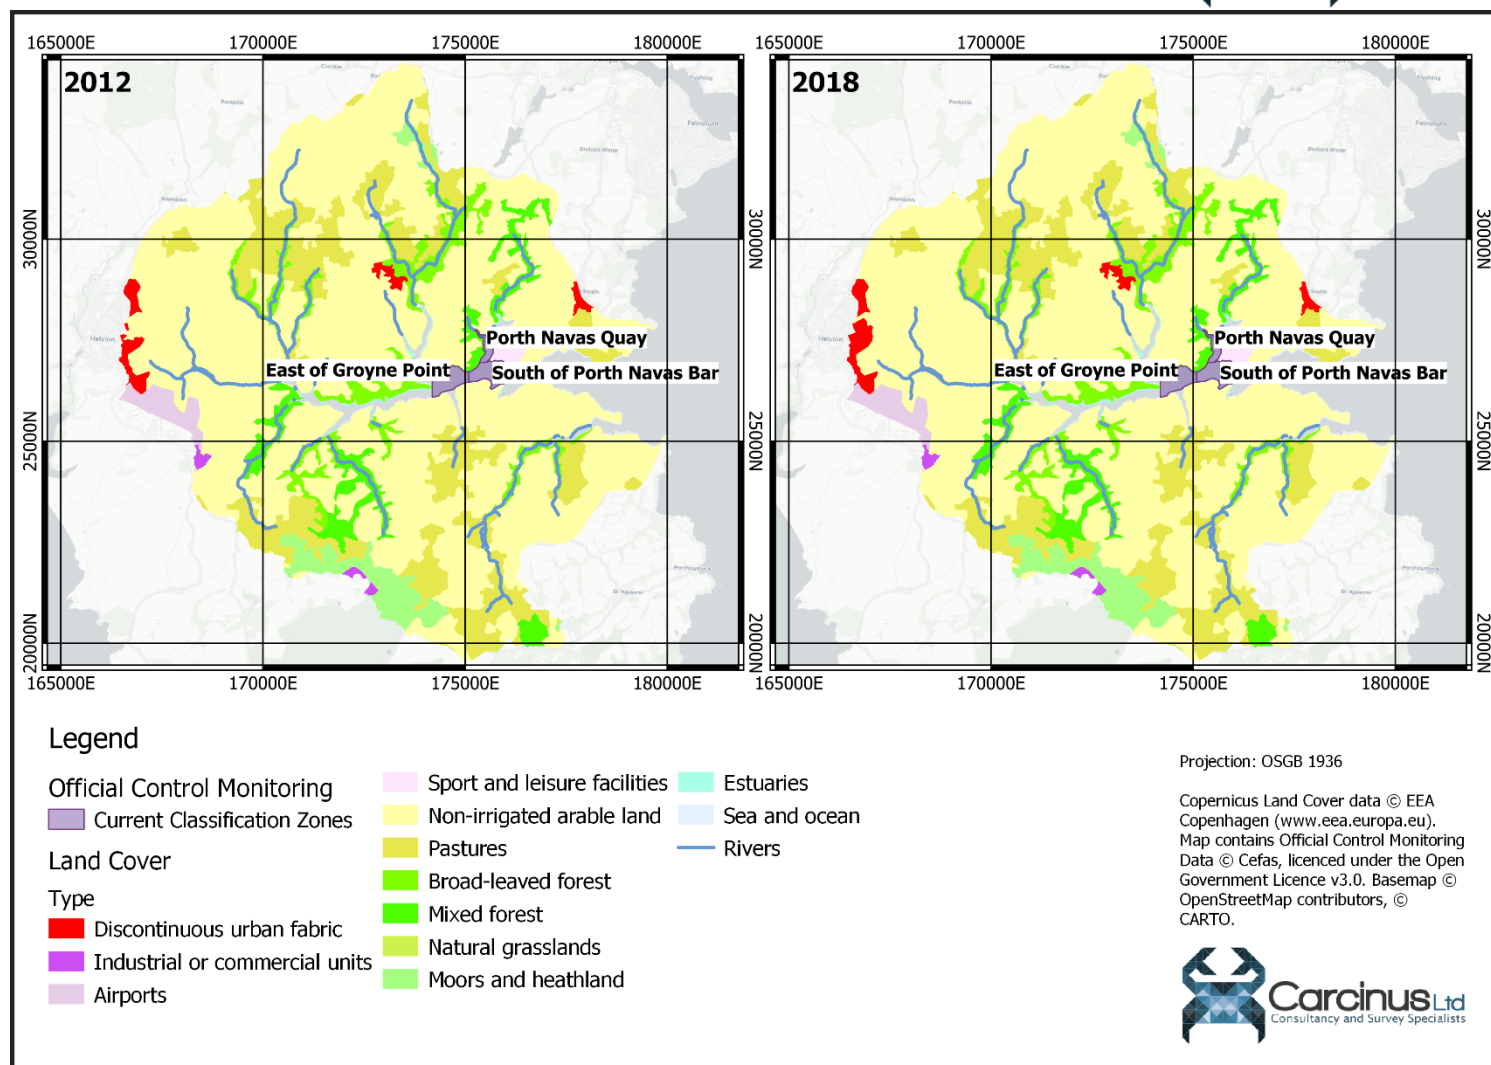 165000E 170000E 175000E 180000E
165000E 170000E 175000E 180000E
2012
2018
30000N
25000N
20000N
30000N
25000N
20000N
30000N
25000N
20000N
Falmouth
Falmouth
Helston
Porth Navas Quay
East of Groyne Point
South of Porth Navas Bar
Porth Navas Quay
East of Groyne Point
South of Porth Navas Bar
165000E 170000E 175000E 180000E
165000E 170000E 175000E 180000E
Legend
Official Control Monitoring
Current Classification Zones
Land Cover
Type
Discontinuous urban fabric
Industrial or commercial units
Airports
Sport and leisure facilities
Non-irrigated arable land
Pastures
Broad-leaved forest
Mixed forest
Natural grasslands
Moors and heathland
Estuaries
Sea and ocean
Rivers
Projection: OSGB 1936
Copernicus Land Cover data © EEA
Copenhagen (www.eea.europa.eu).
Map contains Official Control Monitoring
Data © Cefas, licenced under the Open
Government Licence v3.0. Basemap ©
OpenStreetMap contributors, ©
CARTO.
Carcinus Ltd
Consultancy and Survey Specialists